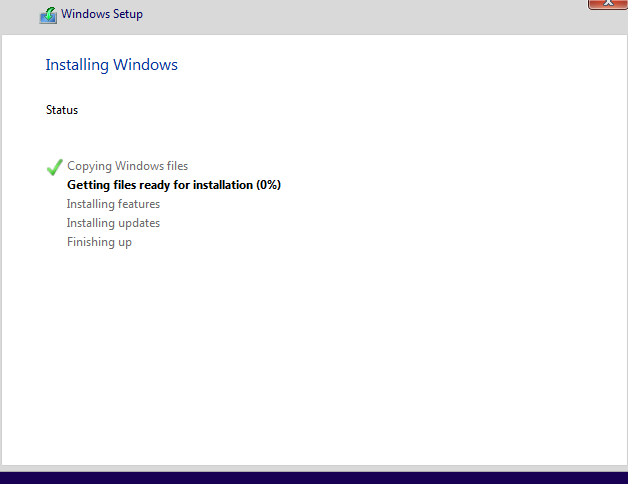 Windows Setup
Installing Windows
Status
Copying Windows files
Getting files ready for installation (0%)
Installing features
Installing updates
Finishing up